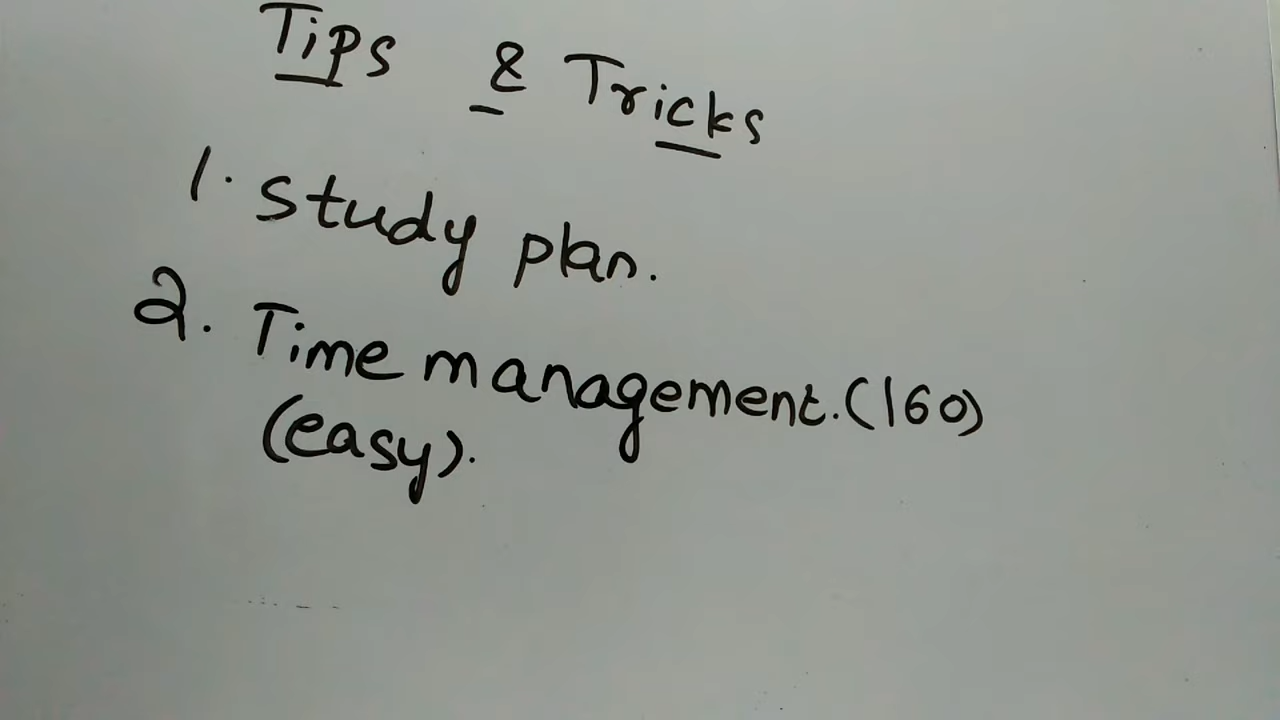 Tips & Tricks
1. Study plan.
2. Time management. (160)
(easy).